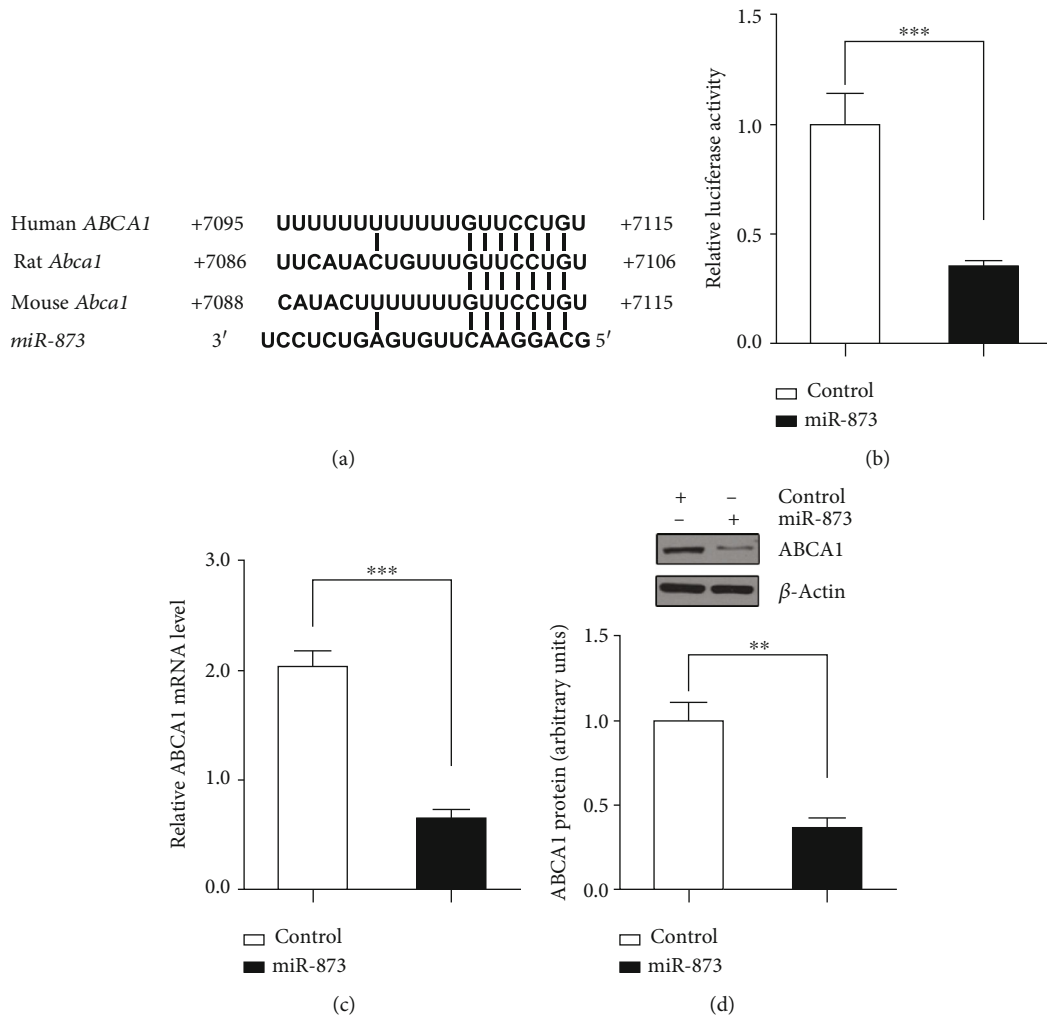 Human ABCA1 +7095 UUUUUUUUUUUUGUUCCUGU +7115
Rat Abca1 +7086 UUCAUACUGUUUGUUCCUGU +7106
Mouse Abca1 +7088 CAUACUUUUUUUGUUCCUGU +7115
miR-873 3′ UCCUCUGAGUGUUCAAGGACG 5′
(a)
Relative luciferase activity
1.5
1.0
0.5
0.0
***
Control
miR-873
(b)
Relative ABCA1 mRNA level
3.0
2.0
1.0
0.0
***
Control
miR-873
(c)
+ – Control
– + miR-873
ABCA1
β-Actin
ABCA1 protein (arbitrary units)
1.5
1.0
0.5
0.0
**
Control
miR-873
(d)